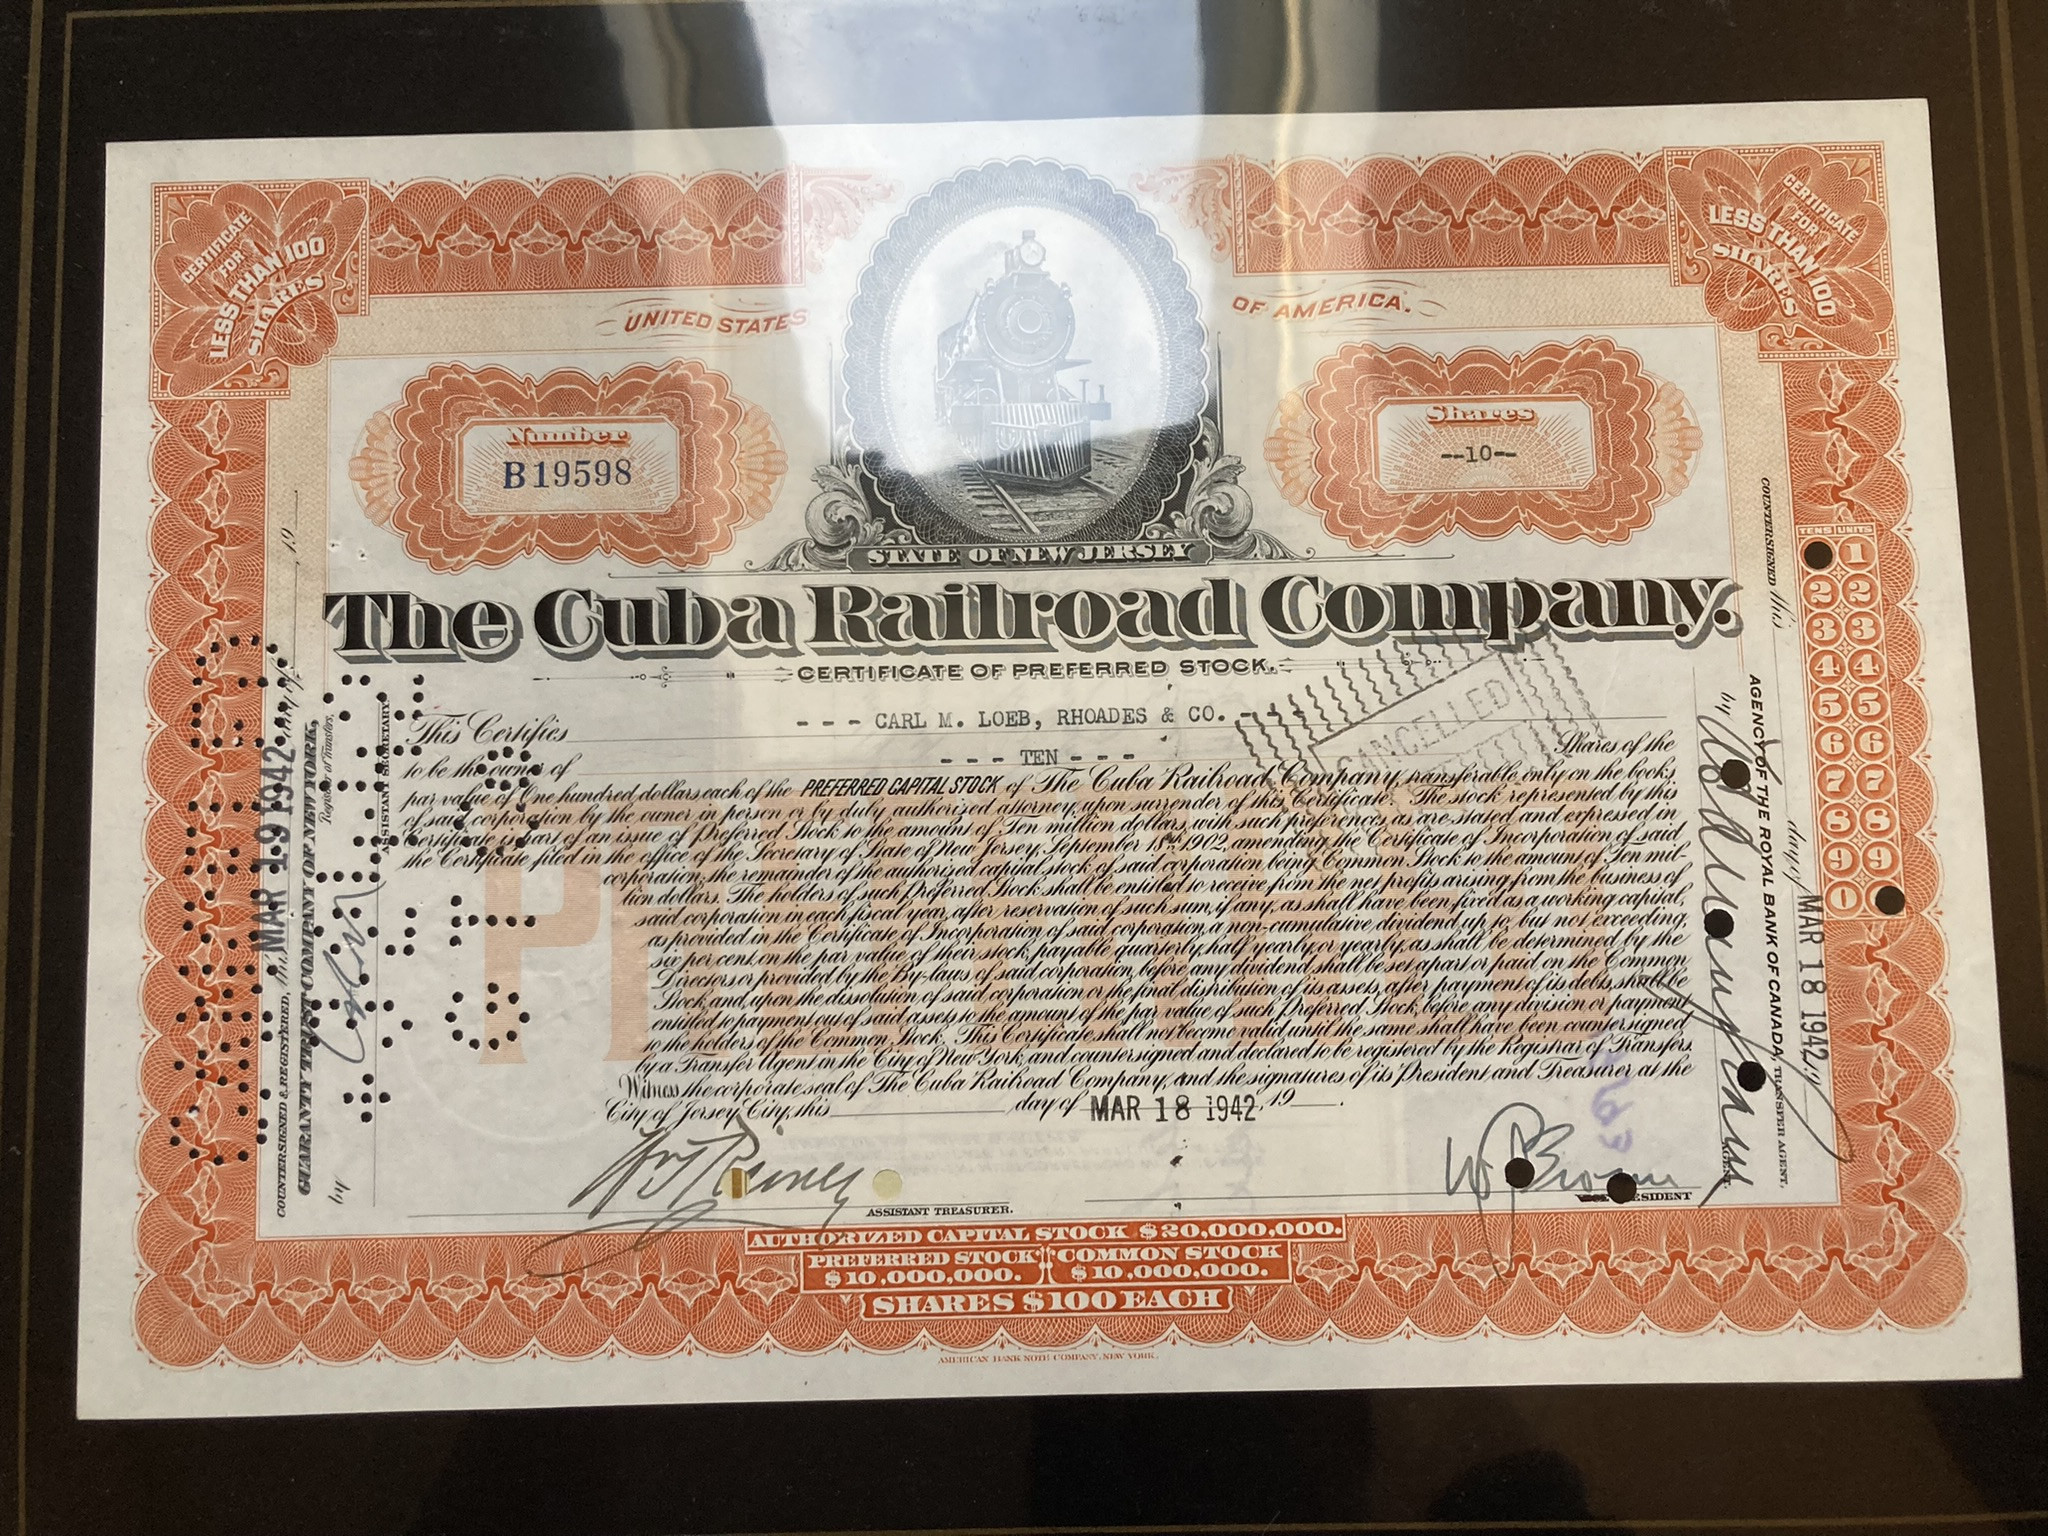 CERTIFICATE
FOR
LESS THAN 100
SHARES
UNITED STATES OF AMERICA.
CERTIFICATE
FOR
LESS THAN 100
SHARES
Number
B19598
Shares
--10--
STATE OF NEW JERSEY
The Cuba Railroad Company.
CERTIFICATE OF PREFERRED STOCK.
This Certifies --- CARL M. LOEB, RHOADES & CO. ---
to be the owner of --- TEN --- Shares of the
par value of One hundred dollars each of the PREFERRED CAPITAL STOCK of The Cuba Railroad Company, transferable only on the books
of said corporation by the owner in person or by duly authorised attorney, upon surrender of this Certificate. The stock represented by this
Certificate is part of an issue of Preferred Stock to the amount of Ten million dollars, with such preferences, as are stated and expressed in
the Certificate filed in the office of the Secretary of State of New Jersey, September 18th 1902, amending the Certificate of Incorporation of said
corporation; the remainder of the authorised capital stock of said corporation being Common Stock to the amount of Ten mil-
lion dollars. The holders of such Preferred Stock shall be entitled to receive from the net profits arising from the business of
said corporation in each fiscal year, after reservation of such sum, if any, as shall have been fixed as a working capital,
as provided in the Certificate of Incorporation of said corporation, a non-cumulative dividend up to, but not exceeding,
six per cent. on the par value of their stock, payable quarterly, half yearly, or yearly, as shall be determined by the
Directors or provided by the By-laws of said corporation, before any dividend shall be set apart or paid on the Common
Stock, and, upon the dissolution of said corporation or the final distribution of its assets, after payment of its debts, shall be
entitled to payment out of said assets to the amount of the par value of such Preferred Stock, before any division or payment
to the holders of the Common Stock. This Certificate shall not become valid until the same shall have been countersigned
by a Transfer Agent in the City of New York, and countersigned and declared to be registered by the Registrar of Transfers.
Witness the corporate seal of The Cuba Railroad Company, and the signatures of its President and Treasurer at the
City of Jersey City, this day of MAR 18 1942, 19 .
CANCELLED
ASSISTANT TREASURER.
VICE PRESIDENT
AUTHORIZED CAPITAL STOCK $20,000,000.
PREFERRED STOCK $10,000,000.
COMMON STOCK $10,000,000.
SHARES $100 EACH
AMERICAN BANK NOTE COMPANY, NEW YORK.
COUNTERSIGNED & REGISTERED, this MAR 19 1942 day of , 19
GUARANTY TRUST COMPANY OF NEW YORK,
Registrar of Transfers,
by
ASSISTANT SECRETARY
COUNTERSIGNED this day of MAR 18 1942
AGENCY OF THE ROYAL BANK OF CANADA, TRANSFER AGENT,
by
AGENT.
TENS UNITS
1
2 2
3 3
4 4
5 5
6 6
7 7
8 8
9 9
0